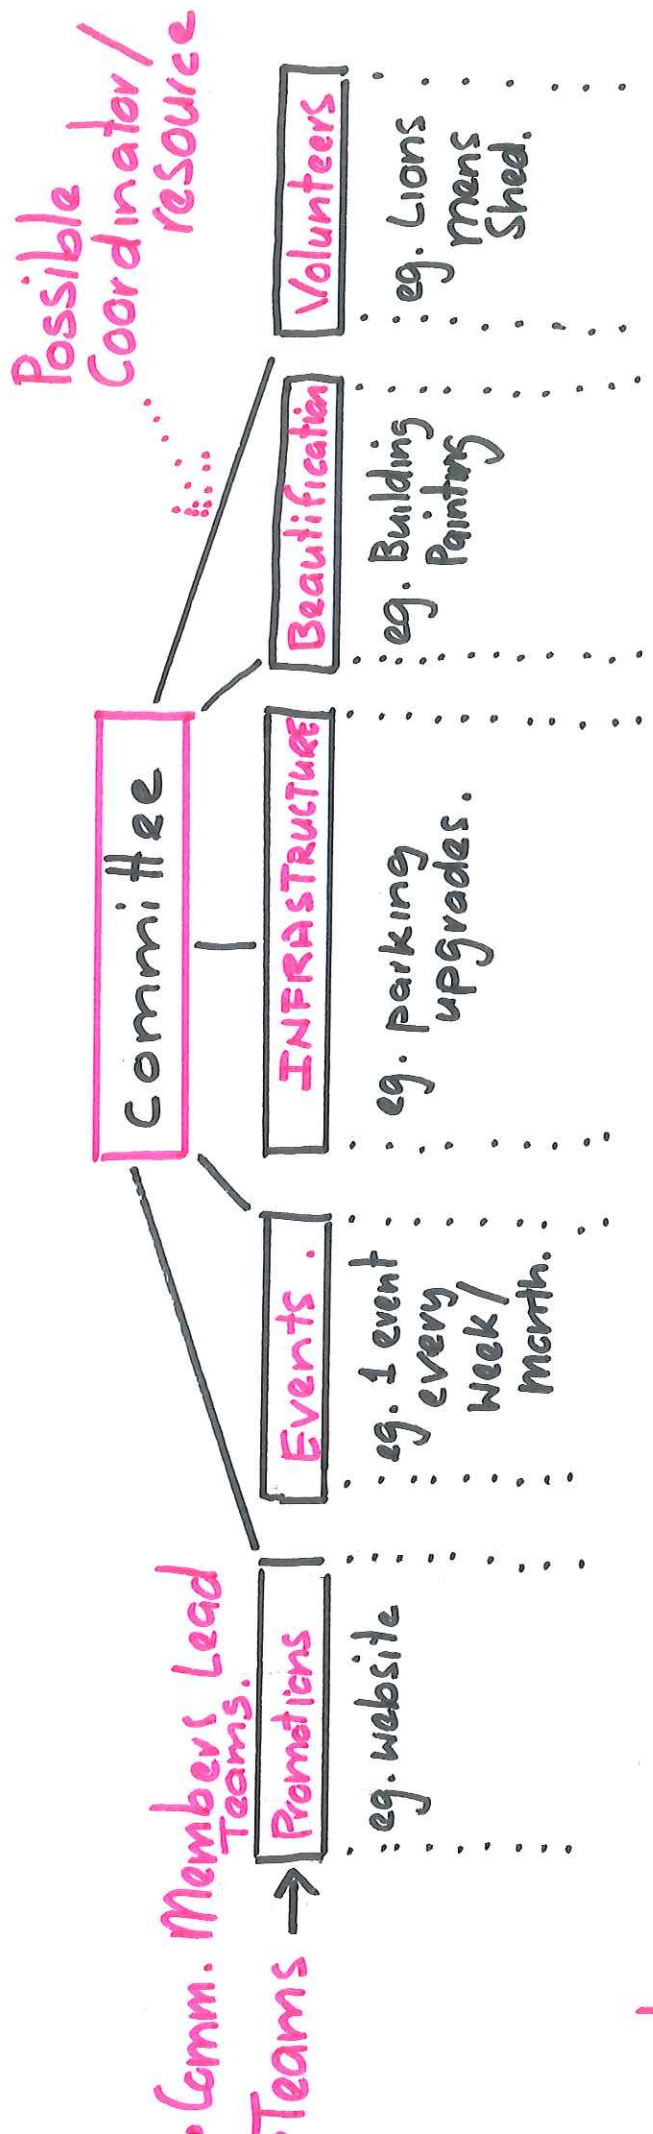 Possible
Coordinator/
resource
Committee
• Comm. Members Lead
Teams.
• Teams →
Promotions
Events.
INFRASTRUCTURE
Beautification
Volunteers
eg. website
eg. 1 event
every
week/
month.
eg. parking
upgrades.
eg. Building
Painting
eg. Lions
mens
Shed.